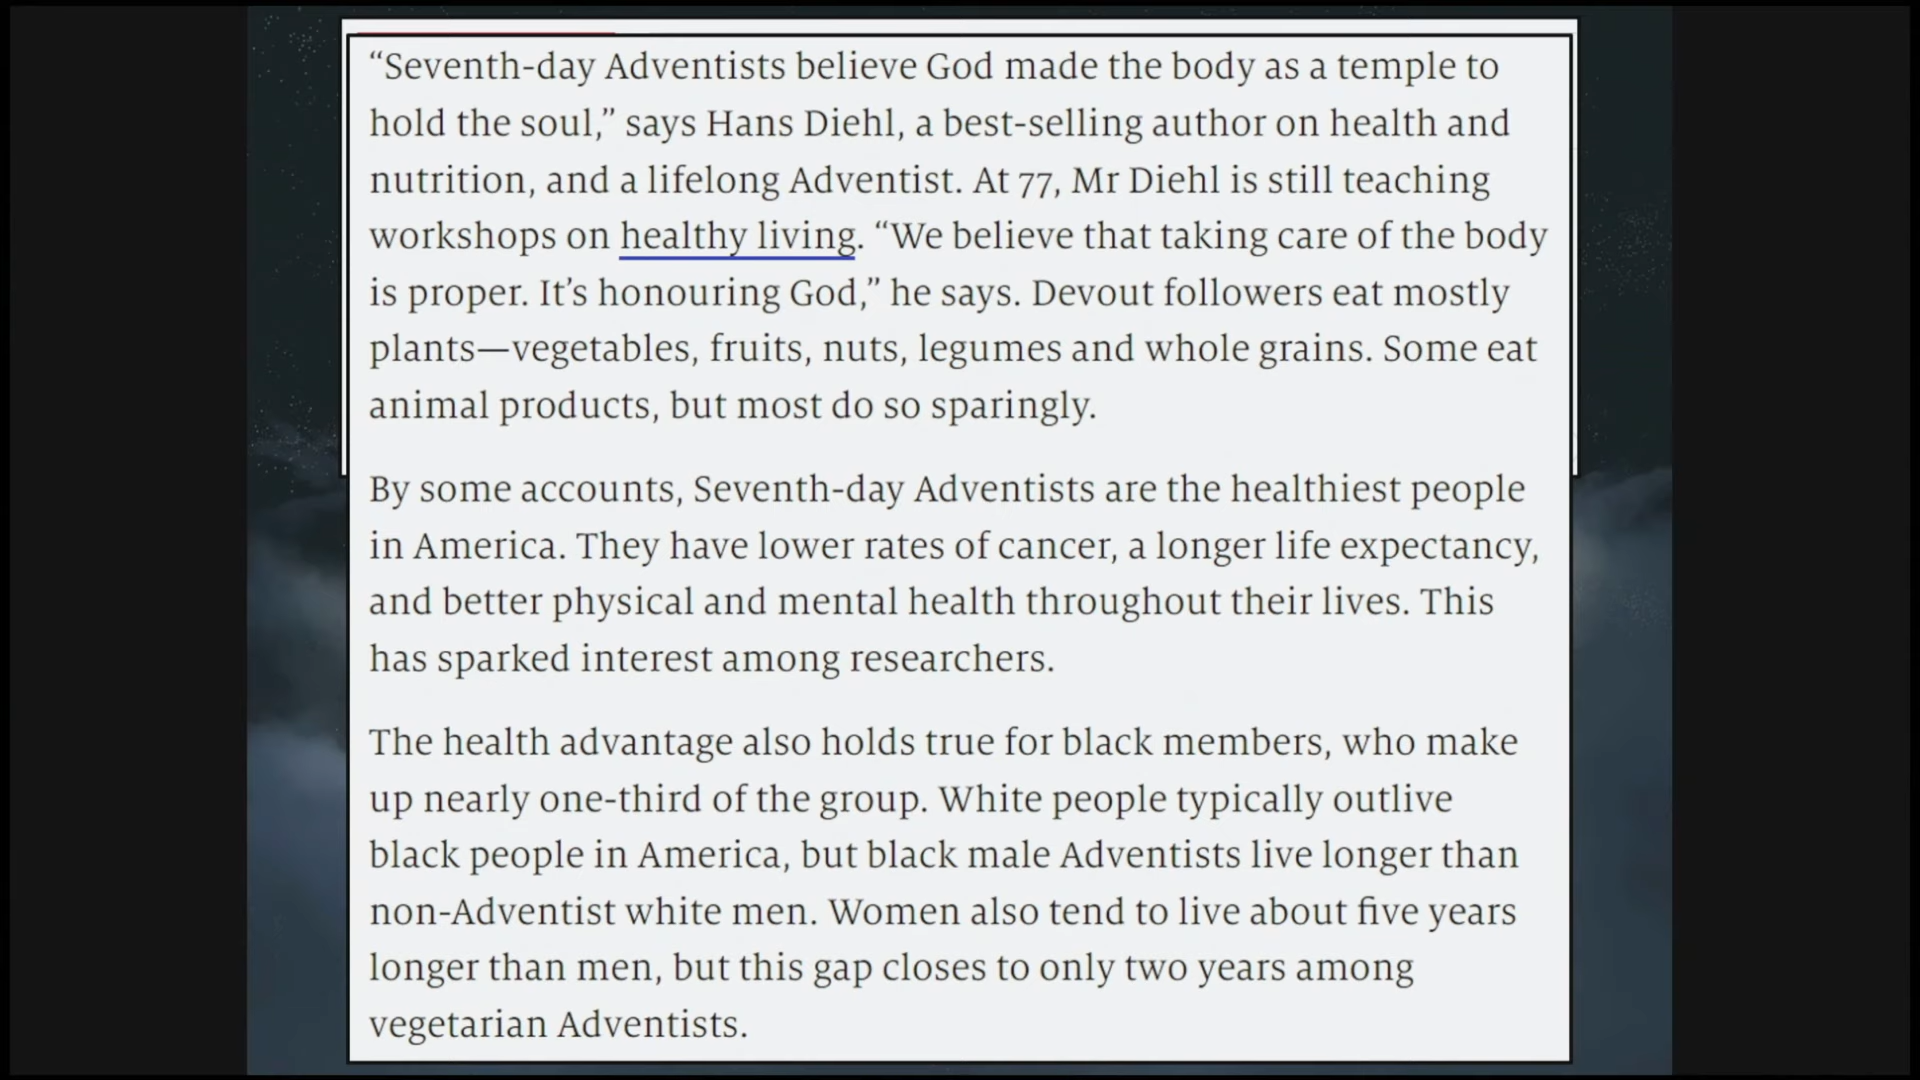 “Seventh-day Adventists believe God made the body as a temple to
hold the soul,” says Hans Diehl, a best-selling author on health and
nutrition, and a lifelong Adventist. At 77, Mr Diehl is still teaching
workshops on healthy living. “We believe that taking care of the body
is proper. It’s honouring God,” he says. Devout followers eat mostly
plants—vegetables, fruits, nuts, legumes and whole grains. Some eat
animal products, but most do so sparingly.
By some accounts, Seventh-day Adventists are the healthiest people
in America. They have lower rates of cancer, a longer life expectancy,
and better physical and mental health throughout their lives. This
has sparked interest among researchers.
The health advantage also holds true for black members, who make
up nearly one-third of the group. White people typically outlive
black people in America, but black male Adventists live longer than
non-Adventist white men. Women also tend to live about five years
longer than men, but this gap closes to only two years among
vegetarian Adventists.